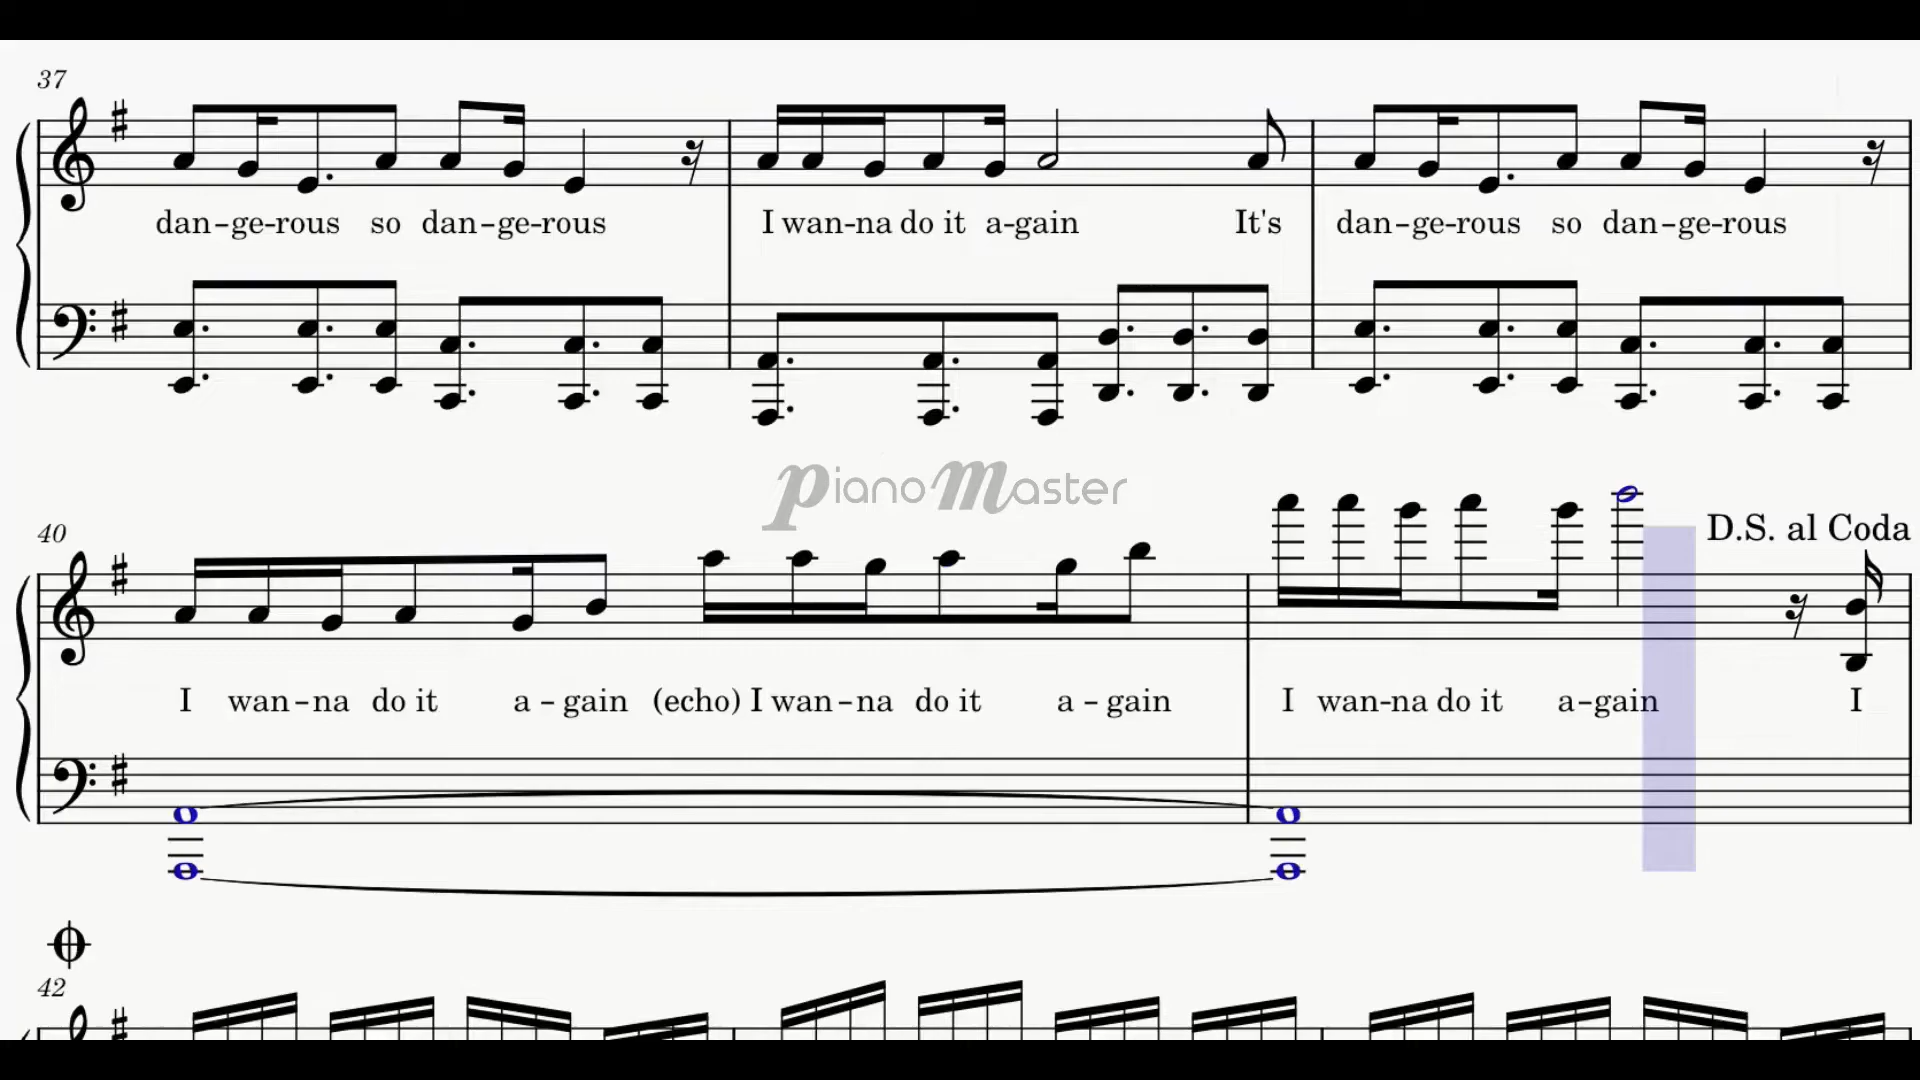 37
dan-ge-rous so dan-ge-rous I wan-na do it a-gain It's dan-ge-rous so dan-ge-rous
piano master
40
D.S. al Coda
I wan-na do it a-gain (echo) I wan-na do it a-gain I wan-na do it a-gain I
42